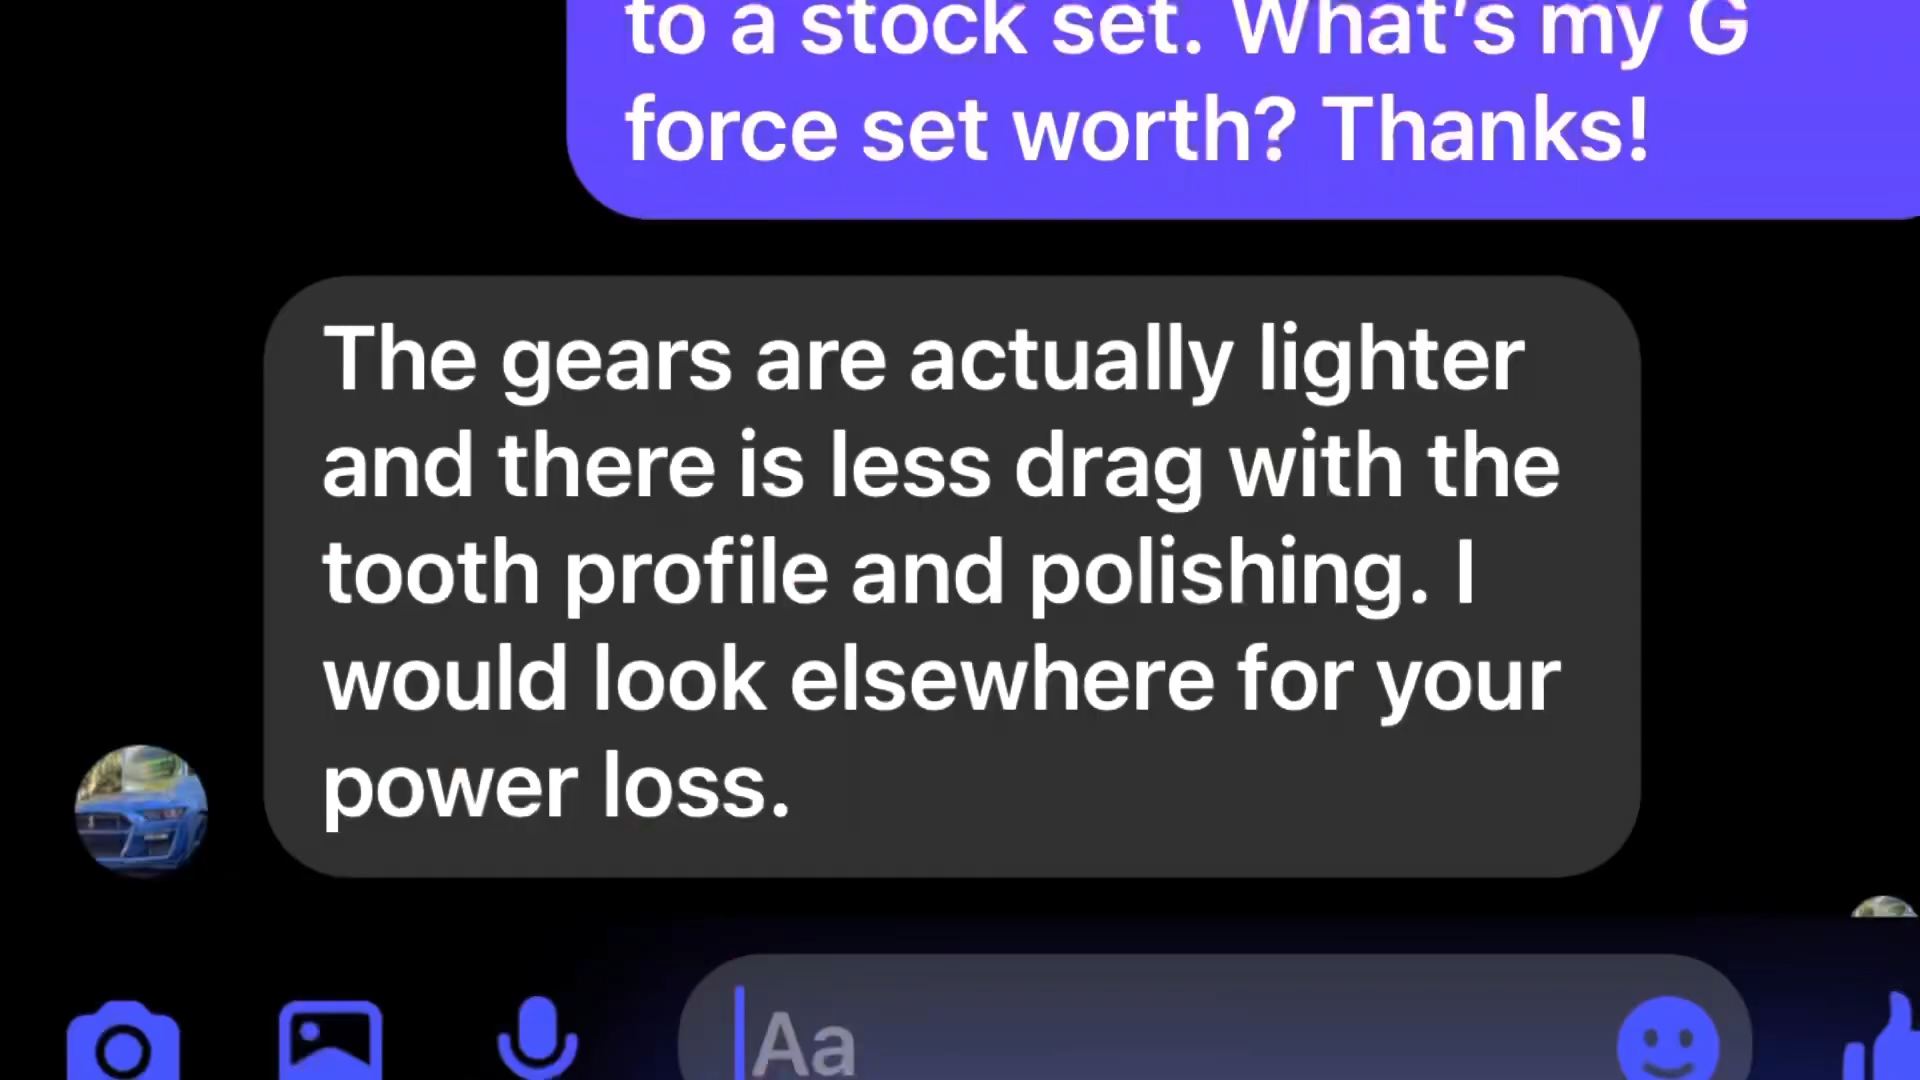 to a stock set. What's my G
force set worth? Thanks!
The gears are actually lighter
and there is less drag with the
tooth profile and polishing. I
would look elsewhere for your
power loss.
Aa